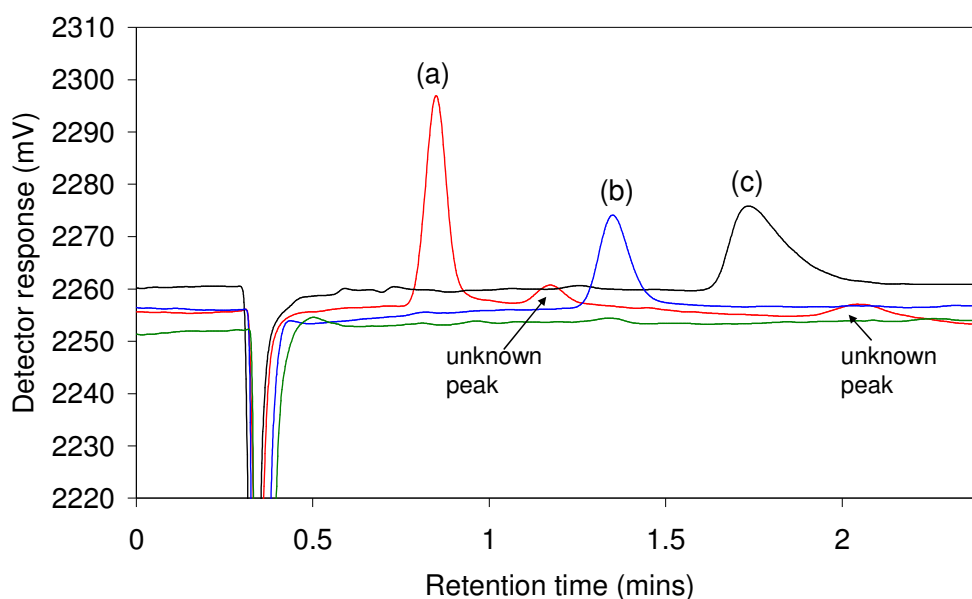 2310
2300
2290
2280
2270
2260
2250
2240
2230
2220
Detector response (mV)
(a)
(b)
(c)
unknown
peak
unknown
peak
0
0.5
1
1.5
2
Retention time (mins)